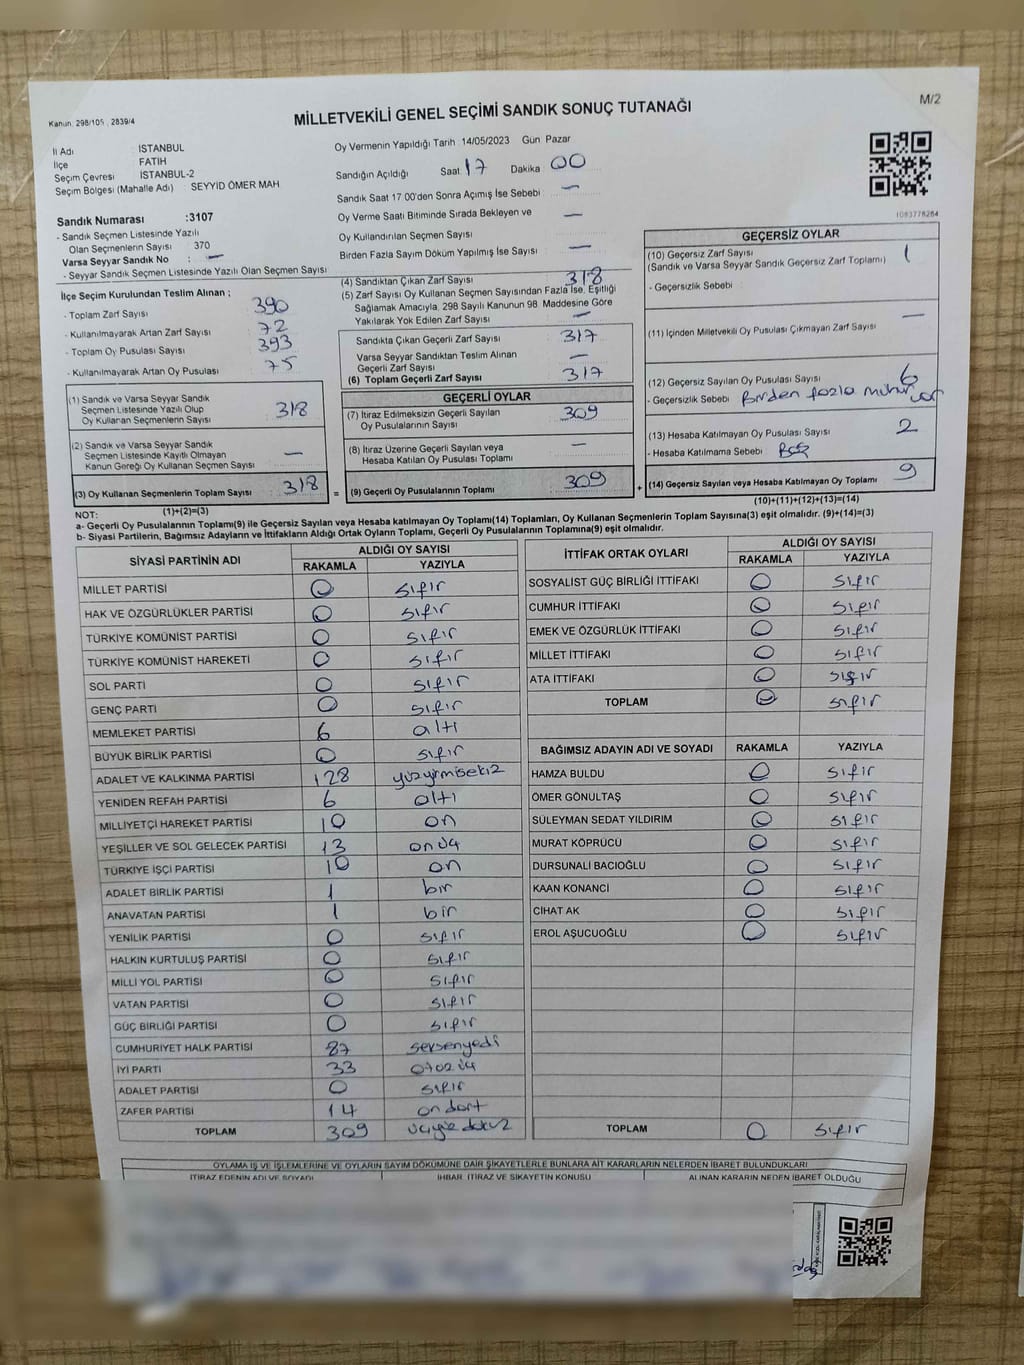 M/2
Kanun: 298/105, 2839/4
MİLLETVEKİLİ GENEL SEÇİMİ SANDIK SONUÇ TUTANAĞI
İl Adı : İSTANBUL
İlçe FATİH
Seçim Çevresi İSTANBUL-2
Seçim Bölgesi (Mahalle Adı) : SEYYİD ÖMER MAH
Sandık Numarası :3107
- Sandık Seçmen Listesinde Yazılı
Olan Seçmenlerin Sayısı : 370
Varsa Seyyar Sandık No : —
- Seyyar Sandık Seçmen Listesinde Yazılı Olan Seçmen Sayısı
İlçe Seçim Kurulundan Teslim Alınan ;
- Toplam Zarf Sayısı : 390
- Kullanılmayarak Artan Zarf Sayısı : 72
- Toplam Oy Pusulası Sayısı : 393
- Kullanılmayarak Artan Oy Pusulası : 75
(1) Sandık ve Varsa Seyyar Sandık
Seçmen Listesinde Yazılı Olup
Oy Kullanan Seçmenlerin Sayısı : 318
(2) Sandık ve Varsa Seyyar Sandık
Seçmen Listesinde Kayıtlı Olmayan
Kanun Gereği Oy Kullanan Seçmen Sayısı : —
(3) Oy Kullanan Seçmenlerin Toplam Sayısı : 318
(1)+(2)=(3)
Oy Vermenin Yapıldığı Tarih : 14/05/2023 Gün: Pazar
Sandığın Açıldığı Saat 17 Dakika 00
Sandık Saat 17:00'den Sonra Açımış İse Sebebi : —
Oy Verme Saati Bitiminde Sırada Bekleyen ve
Oy Kullandırılan Seçmen Sayısı : —
Birden Fazla Sayım Döküm Yapılmış İse Sayısı : —
(4) Sandıktan Çıkan Zarf Sayısı : 318
(5) Zarf Sayısı Oy Kullanan Seçmen Sayısından Fazla İse, Eşitliği
Sağlamak Amacıyla, 298 Sayılı Kanunun 98. Maddesine Göre
Yakılarak Yok Edilen Zarf Sayısı : —
Sandıkta Çıkan Geçerli Zarf Sayısı : 317
Varsa Seyyar Sandıktan Teslim Alınan
Geçerli Zarf Sayısı : —
(6) Toplam Geçerli Zarf Sayısı : 317
GEÇERLİ OYLAR
(7) İtiraz Edilmeksizin Geçerli Sayılan
Oy Pusulalarının Sayısı : 309
(8) İtiraz Üzerine Geçerli Sayılan veya
Hesaba Katılan Oy Pusulası Toplamı : —
= (9) Geçerli Oy Pusulalarının Toplamı : 309
1083778284
GEÇERSİZ OYLAR
(10) Geçersiz Zarf Sayısı
(Sandık ve Varsa Seyyar Sandık Geçersiz Zarf Toplamı) : 1
- Geçersizlik Sebebi :
(11) İçinden Milletvekili Oy Pusulası Çıkmayan Zarf Sayısı : —
(12) Geçersiz Sayılan Oy Pusulası Sayısı : 6
- Geçersizlik Sebebi : Birden fazla mühür var
(13) Hesaba Katılmayan Oy Pusulası Sayısı : 2
- Hesaba Katılmama Sebebi : Boş
+ (14) Geçersiz Sayılan veya Hesaba Katılmayan Oy Toplamı : 9
(10)+(11)+(12)+(13)=(14)
NOT:
a- Geçerli Oy Pusulalarının Toplamı(9) ile Geçersiz Sayılan veya Hesaba katılmayan Oy Toplamı(14) Toplamları, Oy Kullanan Seçmenlerin Toplam Sayısına(3) eşit olmalıdır. (9)+(14)=(3)
b- Siyasi Partilerin, Bağımsız Adayların ve İttifakların Aldığı Ortak Oyların Toplamı, Geçerli Oy Pusulalarının Toplamına(9) eşit olmalıdır.
SİYASİ PARTİNİN ADI ALDIĞI OY SAYISI
RAKAMLA YAZIYLA
MİLLET PARTİSİ 0 sıfır
HAK VE ÖZGÜRLÜKLER PARTİSİ 0 sıfır
TÜRKİYE KOMÜNİST PARTİSİ 0 sıfır
TÜRKİYE KOMÜNİST HAREKETİ 0 sıfır
SOL PARTİ 0 sıfır
GENÇ PARTİ 0 sıfır
MEMLEKET PARTİSİ 6 altı
BÜYÜK BİRLİK PARTİSİ 0 sıfır
ADALET VE KALKINMA PARTİSİ 128 yüzyirmisekiz
YENİDEN REFAH PARTİSİ 6 altı
MİLLİYETÇİ HAREKET PARTİSİ 10 on
YEŞİLLER VE SOL GELECEK PARTİSİ 13 onüç
TÜRKİYE İŞÇİ PARTİSİ 10 on
ADALET BİRLİK PARTİSİ 1 bir
ANAVATAN PARTİSİ 1 bir
YENİLİK PARTİSİ 0 sıfır
HALKIN KURTULUŞ PARTİSİ 0 sıfır
MİLLİ YOL PARTİSİ 0 sıfır
VATAN PARTİSİ 0 sıfır
GÜÇ BİRLİĞİ PARTİSİ 0 sıfır
CUMHURİYET HALK PARTİSİ 87 seksenyedi
İYİ PARTİ 33 otuzüç
ADALET PARTİSİ 0 sıfır
ZAFER PARTİSİ 14 ondört
TOPLAM 309 üçyüz dokuz
İTTİFAK ORTAK OYLARI ALDIĞI OY SAYISI
RAKAMLA YAZIYLA
SOSYALİST GÜÇ BİRLİĞİ İTTİFAKI 0 sıfır
CUMHUR İTTİFAKI 0 sıfır
EMEK VE ÖZGÜRLÜK İTTİFAKI 0 sıfır
MİLLET İTTİFAKI 0 sıfır
ATA İTTİFAKI 0 sıfır
TOPLAM 0 sıfır
BAĞIMSIZ ADAYIN ADI VE SOYADI RAKAMLA YAZIYLA
HAMZA BULDU 0 sıfır
ÖMER GÖNÜLTAŞ 0 sıfır
SÜLEYMAN SEDAT YILDIRIM 0 sıfır
MURAT KÖPRÜCÜ 0 sıfır
DURSUNALİ BACIOĞLU 0 sıfır
KAAN KONANCİ 0 sıfır
CİHAT AK 0 sıfır
EROL AŞUCUOĞLU 0 sıfır
TOPLAM 0 sıfır
OYLAMA İŞ VE İŞLEMLERİNE VE OYLARIN SAYIM DÖKÜMÜNE DAİR ŞİKAYETLERLE BUNLARA AİT KARARLARIN NELERDEN İBARET BULUNDUKLARI
İTİRAZ EDENİN ADI VE SOYADI İHBAR, İTİRAZ VE ŞİKAYETİN KONUSU ALINAN KARARIN NEDEN İBARET OLDUĞU